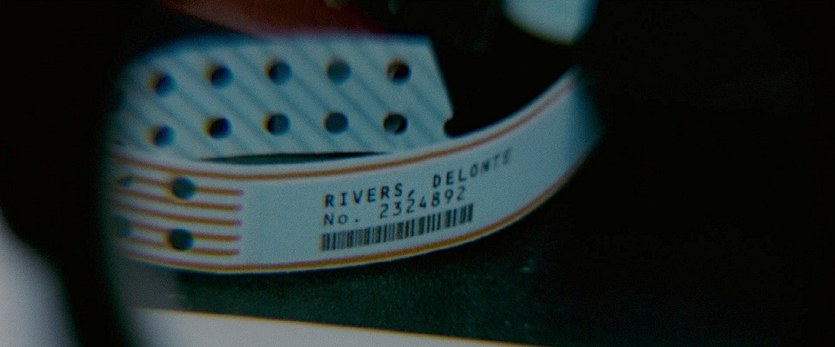 RIVERS, DELONTE
No. 2324892